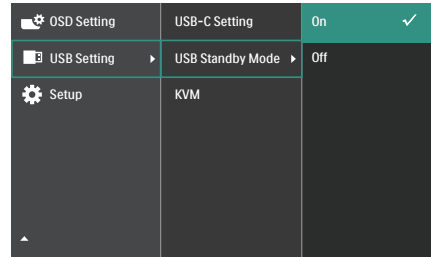 OSD Setting
USB Setting
Setup
USB-C Setting
USB Standby Mode
KVM
On
Off